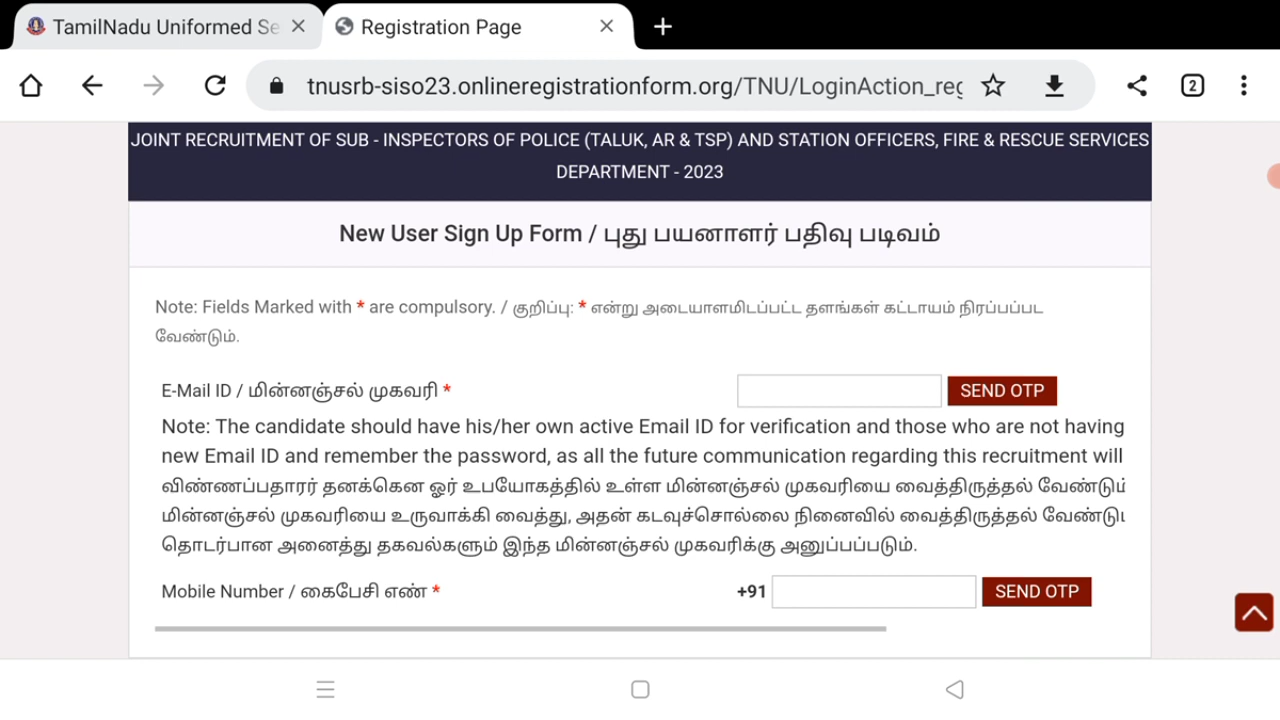 TamilNadu Uniformed Se
Registration Page
tnusrb-siso23.onlineregistrationform.org/TNU/LoginAction_reg
2
JOINT RECRUITMENT OF SUB - INSPECTORS OF POLICE (TALUK, AR & TSP) AND STATION OFFICERS, FIRE & RESCUE SERVICES
DEPARTMENT - 2023
New User Sign Up Form / புது பயனாளர் பதிவு படிவம்
Note: Fields Marked with * are compulsory. / குறிப்பு: * என்று அடையாளமிடப்பட்ட தளங்கள் கட்டாயம் நிரப்பப்பட
வேண்டும்.
E-Mail ID / மின்னஞ்சல் முகவரி * SEND OTP
Note: The candidate should have his/her own active Email ID for verification and those who are not having
new Email ID and remember the password, as all the future communication regarding this recruitment will
விண்ணப்பதாரர் தனக்கென ஓர் உபயோகத்தில் உள்ள மின்னஞ்சல் முகவரியை வைத்திருத்தல் வேண்டும்
மின்னஞ்சல் முகவரியை உருவாக்கி வைத்து, அதன் கடவுச்சொல்லை நினைவில் வைத்திருத்தல் வேண்டு
தொடர்பான அனைத்து தகவல்களும் இந்த மின்னஞ்சல் முகவரிக்கு அனுப்பப்படும்.
Mobile Number / கைபேசி எண் * +91 SEND OTP